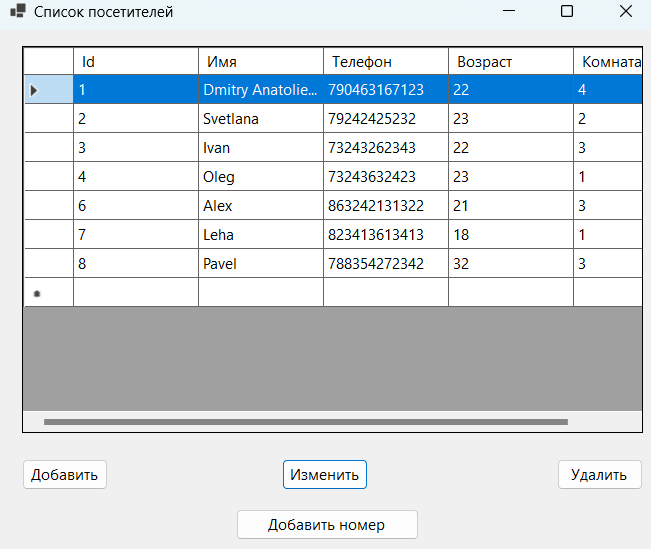 Список посетителей
Id Имя Телефон Возраст Комната
1 Dmitry Anatolie... 790463167123 22 4
2 Svetlana 79242425232 23 2
3 Ivan 73243262343 22 3
4 Oleg 73243632423 23 1
6 Alex 863242131322 21 3
7 Leha 823413613413 18 1
8 Pavel 788354272342 32 3
Добавить Изменить Удалить
Добавить номер